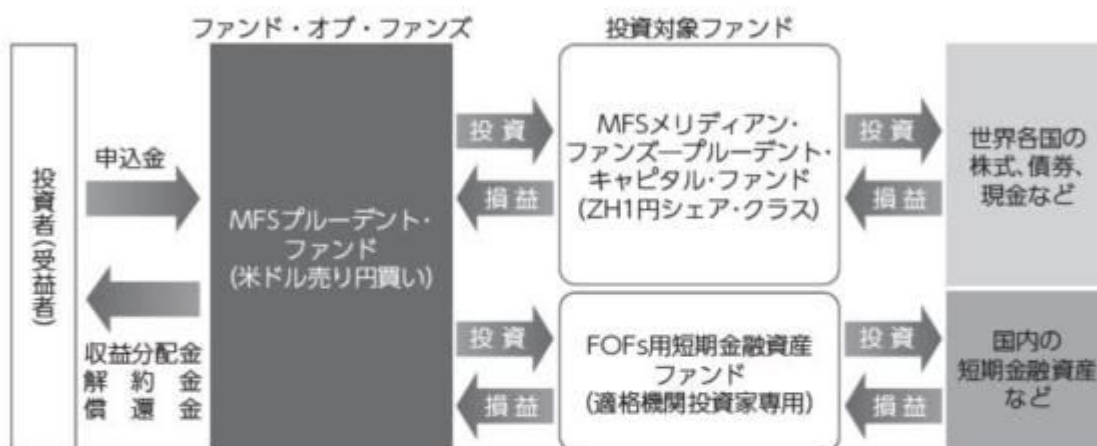 ファンド・オブ・ファンズ
投資対象ファンド
投資者(受益者)
申込金
収益分配金
解約金
償還金
MFSプルーデント・
ファンド
(米ドル売り円買い)
投資
損益
MFSメリディアン・
ファンズ―プルーデント・
キャピタル・ファンド
(ZH1円シェア・クラス)
投資
損益
世界各国の
株式、債券、
現金など
投資
損益
FOFs用短期金融資産
ファンド
(適格機関投資家専用)
投資
損益
国内の
短期金融資産
など